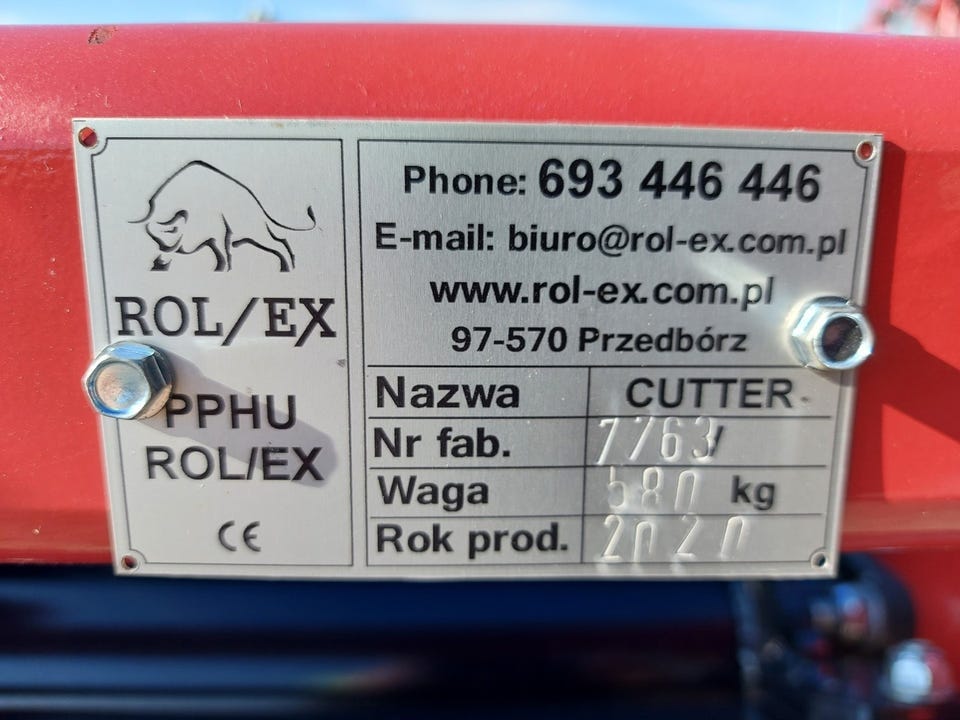 ROL/EX
PPHU
ROL/EX
CE
Phone: 693 446 446
E-mail: biuro@rol-ex.com.pl
www.rol-ex.com.pl
97-570 Przedbórz
Nazwa CUTTER
Nr fab. 7763/
Waga kg
Rok prod. 2020